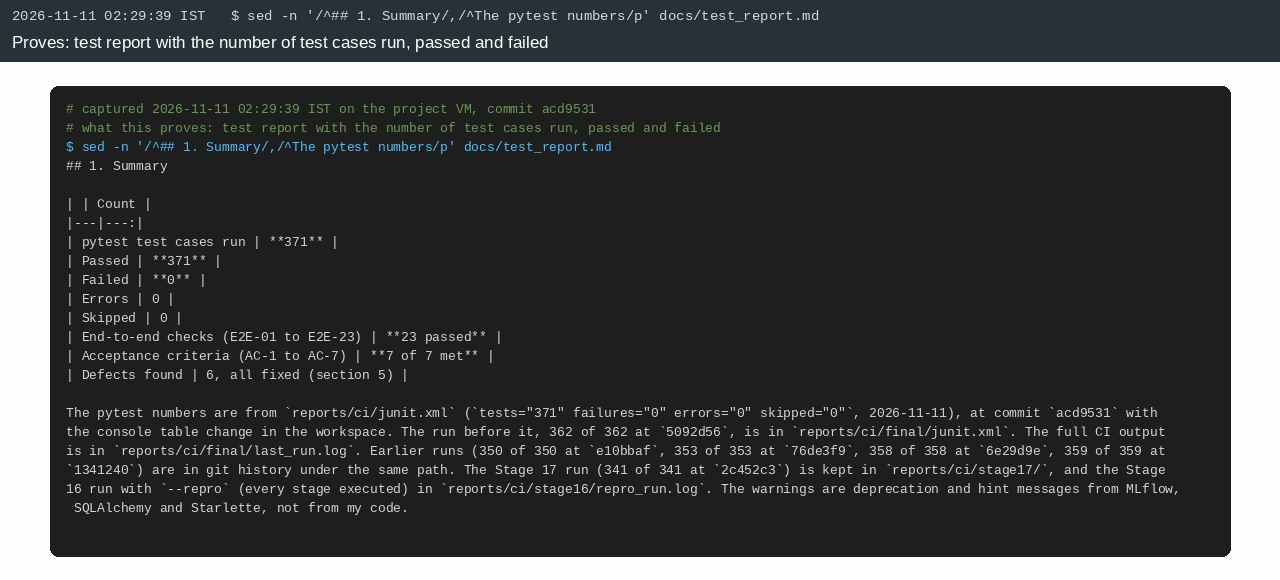 2026-11-11 02:29:39 IST   $ sed -n '/^## 1. Summary/,/^The pytest numbers/p' docs/test_report.md
Proves: test report with the number of test cases run, passed and failed
# captured 2026-11-11 02:29:39 IST on the project VM, commit acd9531
# what this proves: test report with the number of test cases run, passed and failed
$ sed -n '/^## 1. Summary/,/^The pytest numbers/p' docs/test_report.md
## 1. Summary

| | Count |
|---|---:|
| pytest test cases run | **371** |
| Passed | **371** |
| Failed | **0** |
| Errors | 0 |
| Skipped | 0 |
| End-to-end checks (E2E-01 to E2E-23) | **23 passed** |
| Acceptance criteria (AC-1 to AC-7) | **7 of 7 met** |
| Defects found | 6, all fixed (section 5) |

The pytest numbers are from `reports/ci/junit.xml` (`tests="371" failures="0" errors="0" skipped="0"`, 2026-11-11), at commit `acd9531` with
the console table change in the workspace. The run before it, 362 of 362 at `5092d56`, is in `reports/ci/final/junit.xml`. The full CI output
is in `reports/ci/final/last_run.log`. Earlier runs (350 of 350 at `e10bbaf`, 353 of 353 at `76de3f9`, 358 of 358 at `6e29d9e`, 359 of 359 at
`1341240`) are in git history under the same path. The Stage 17 run (341 of 341 at `2c452c3`) is kept in `reports/ci/stage17/`, and the Stage
16 run with `--repro` (every stage executed) in `reports/ci/stage16/repro_run.log`. The warnings are deprecation and hint messages from MLflow,
SQLAlchemy and Starlette, not from my code.